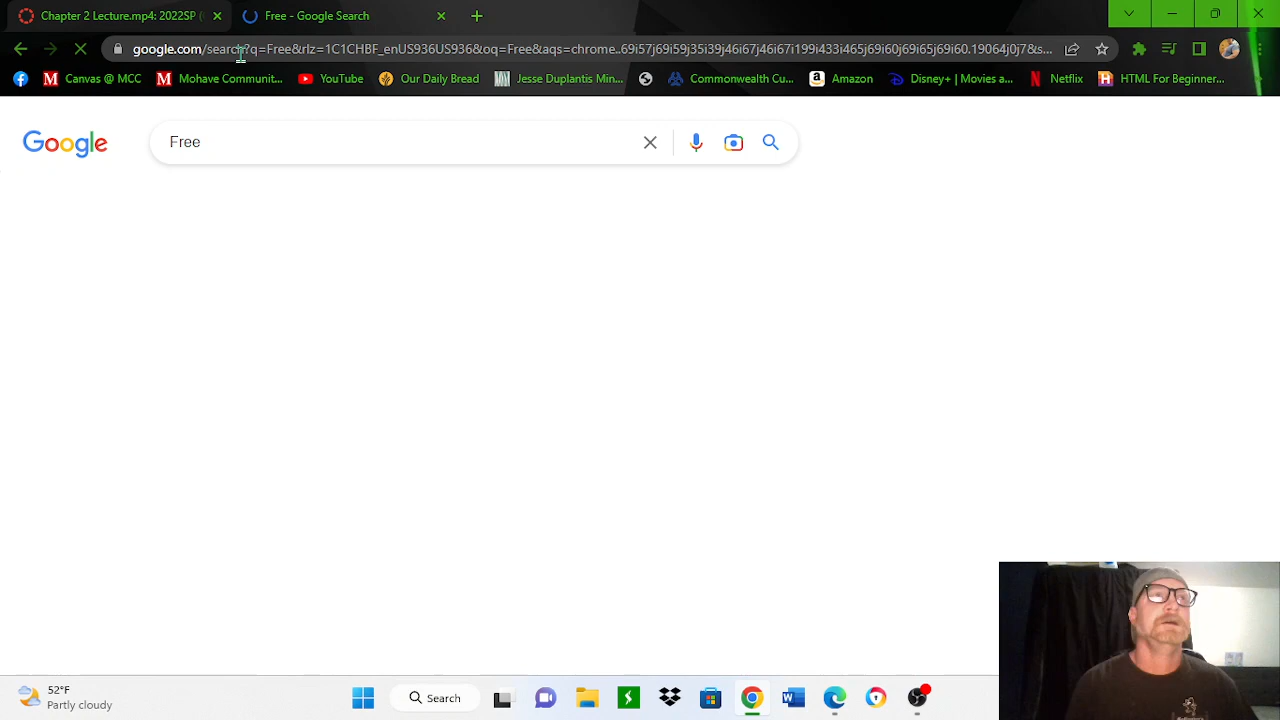 Chapter 2 Lecture.mp4: 2022SP (
Free - Google Search
google.com/search?q=Free&rlz=1C1CHBF_enUS936US936&oq=Free&aqs=chrome..69i57j69i59j35i39j46i67j46i67i199i433i465j69i60j69i65j69i60.19064j0j7&s...
Canvas @ MCC
Mohave Communit...
YouTube
Our Daily Bread
Jesse Duplantis Min...
Commonwealth Cu...
Amazon
Disney+ | Movies a...
Netflix
HTML For Beginner...
Google
Free
52°F
Partly cloudy
Search